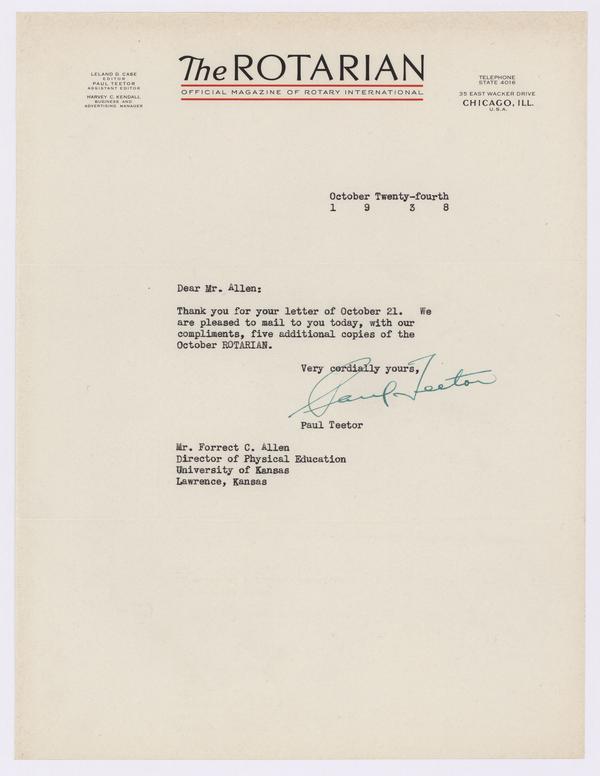 LELAND D. CASE
EDITOR
PAUL TEETOR
ASSISTANT EDITOR
HARVEY C. KENDALL
BUSINESS AND
ADVERTISING MANAGER
The ROTARIAN
OFFICIAL MAGAZINE OF ROTARY INTERNATIONAL
TELEPHONE
STATE 4016
35 EAST WACKER DRIVE
CHICAGO, ILL.
U.S.A.
October Twenty-fourth
1 9 3 8
Dear Mr. Allen:
Thank you for your letter of October 21. We
are pleased to mail to you today, with our
compliments, five additional copies of the
October ROTARIAN.
Very cordially yours,
Paul Teetor
Paul Teetor
Mr. Forrect C. Allen
Director of Physical Education
University of Kansas
Lawrence, Kansas